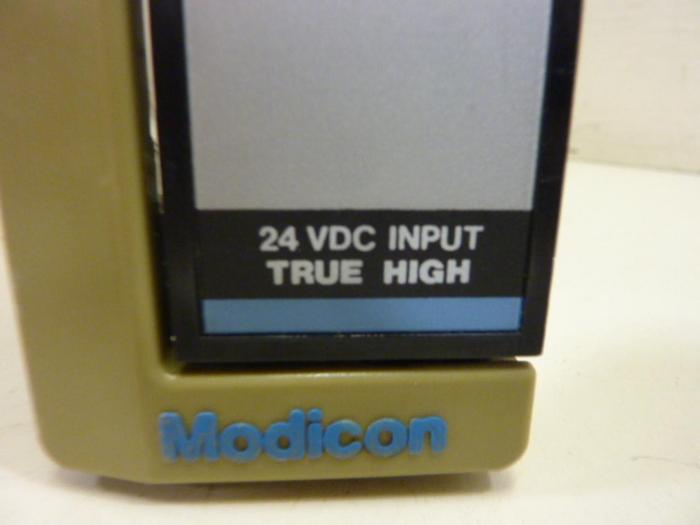 24 VDC INPUT
TRUE HIGH
Modicon